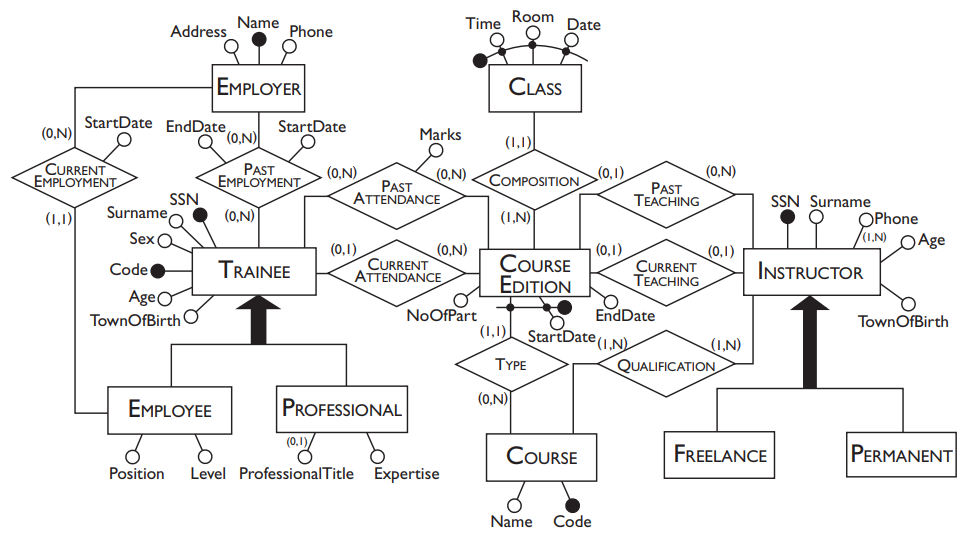 Name
Address
Phone
EMPLOYER
Time
Room
Date
CLASS
(0,N)
StartDate
EndDate
(0,N)
StartDate
Marks
(1,1)
CURRENT
EMPLOYMENT
PAST
EMPLOYMENT
(0,N)
PAST
ATTENDANCE
(0,N)
COMPOSITION
(0,1)
PAST
TEACHING
(0,N)
(1,1)
(0,N)
(1,N)
SSN
Surname
Sex
Code
Age
TownOfBirth
TRAINEE
(0,1)
CURRENT
ATTENDANCE
(0,N)
COURSE
EDITION
(0,1)
CURRENT
TEACHING
(0,1)
INSTRUCTOR
SSN
Surname
Phone
(1,N)
Age
TownOfBirth
NoOfPart
StartDate
EndDate
(1,1)
TYPE
(0,N)
(1,N)
QUALIFICATION
(1,N)
EMPLOYEE
PROFESSIONAL
(0,1)
Position
Level
ProfessionalTitle
Expertise
COURSE
Name
Code
FREELANCE
PERMANENT